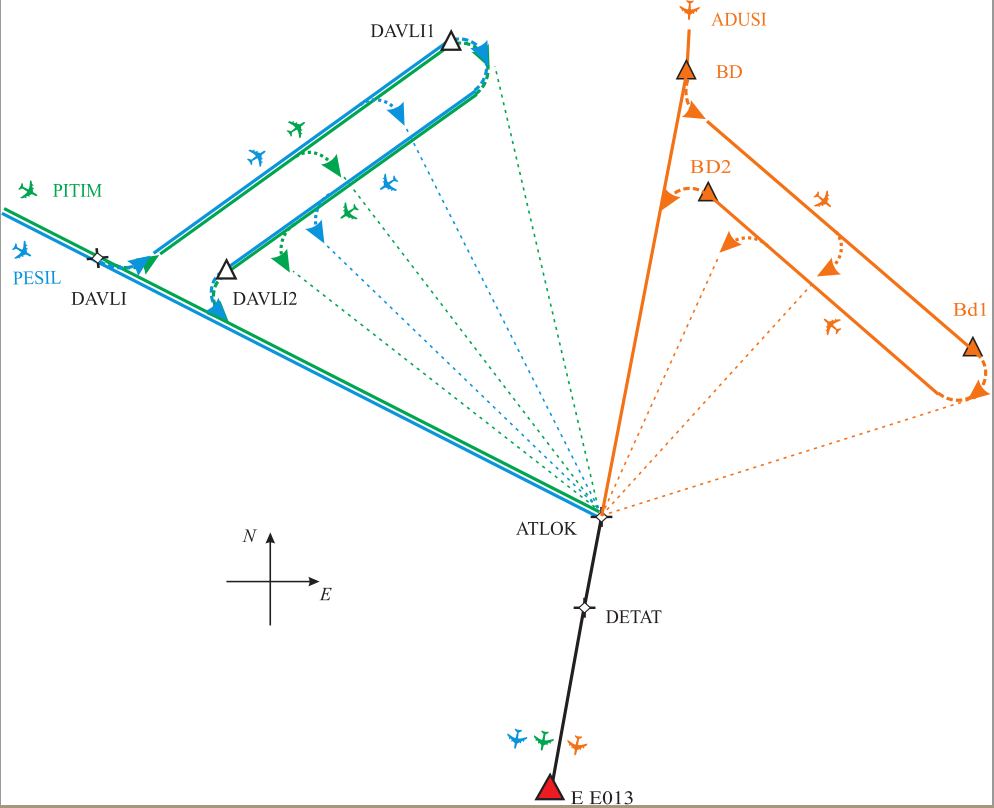 ADUSI
DAVLI1
BD
BD2
PITIM
PESIL
DAVLI
DAVLI2
Bd1
ATLOK
N
E
DETAT
E E013